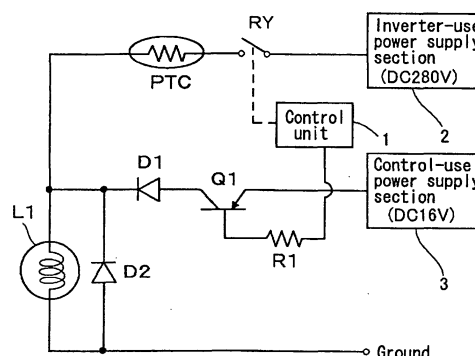 RY
Inverter-use
power supply
section
(DC280V)
PTC
Control
unit
1
2
D1
Q1
Control-use
power supply
section
(DC16V)
L1
D2
R1
3
Ground